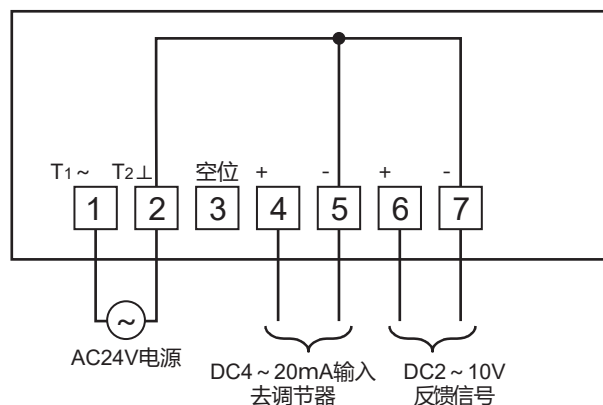 T1～ T2⊥ 空位 + - + -
1 2 3 4 5 6 7
～
AC24V电源
DC4～20mA输入 DC2～10V
去调节器 反馈信号